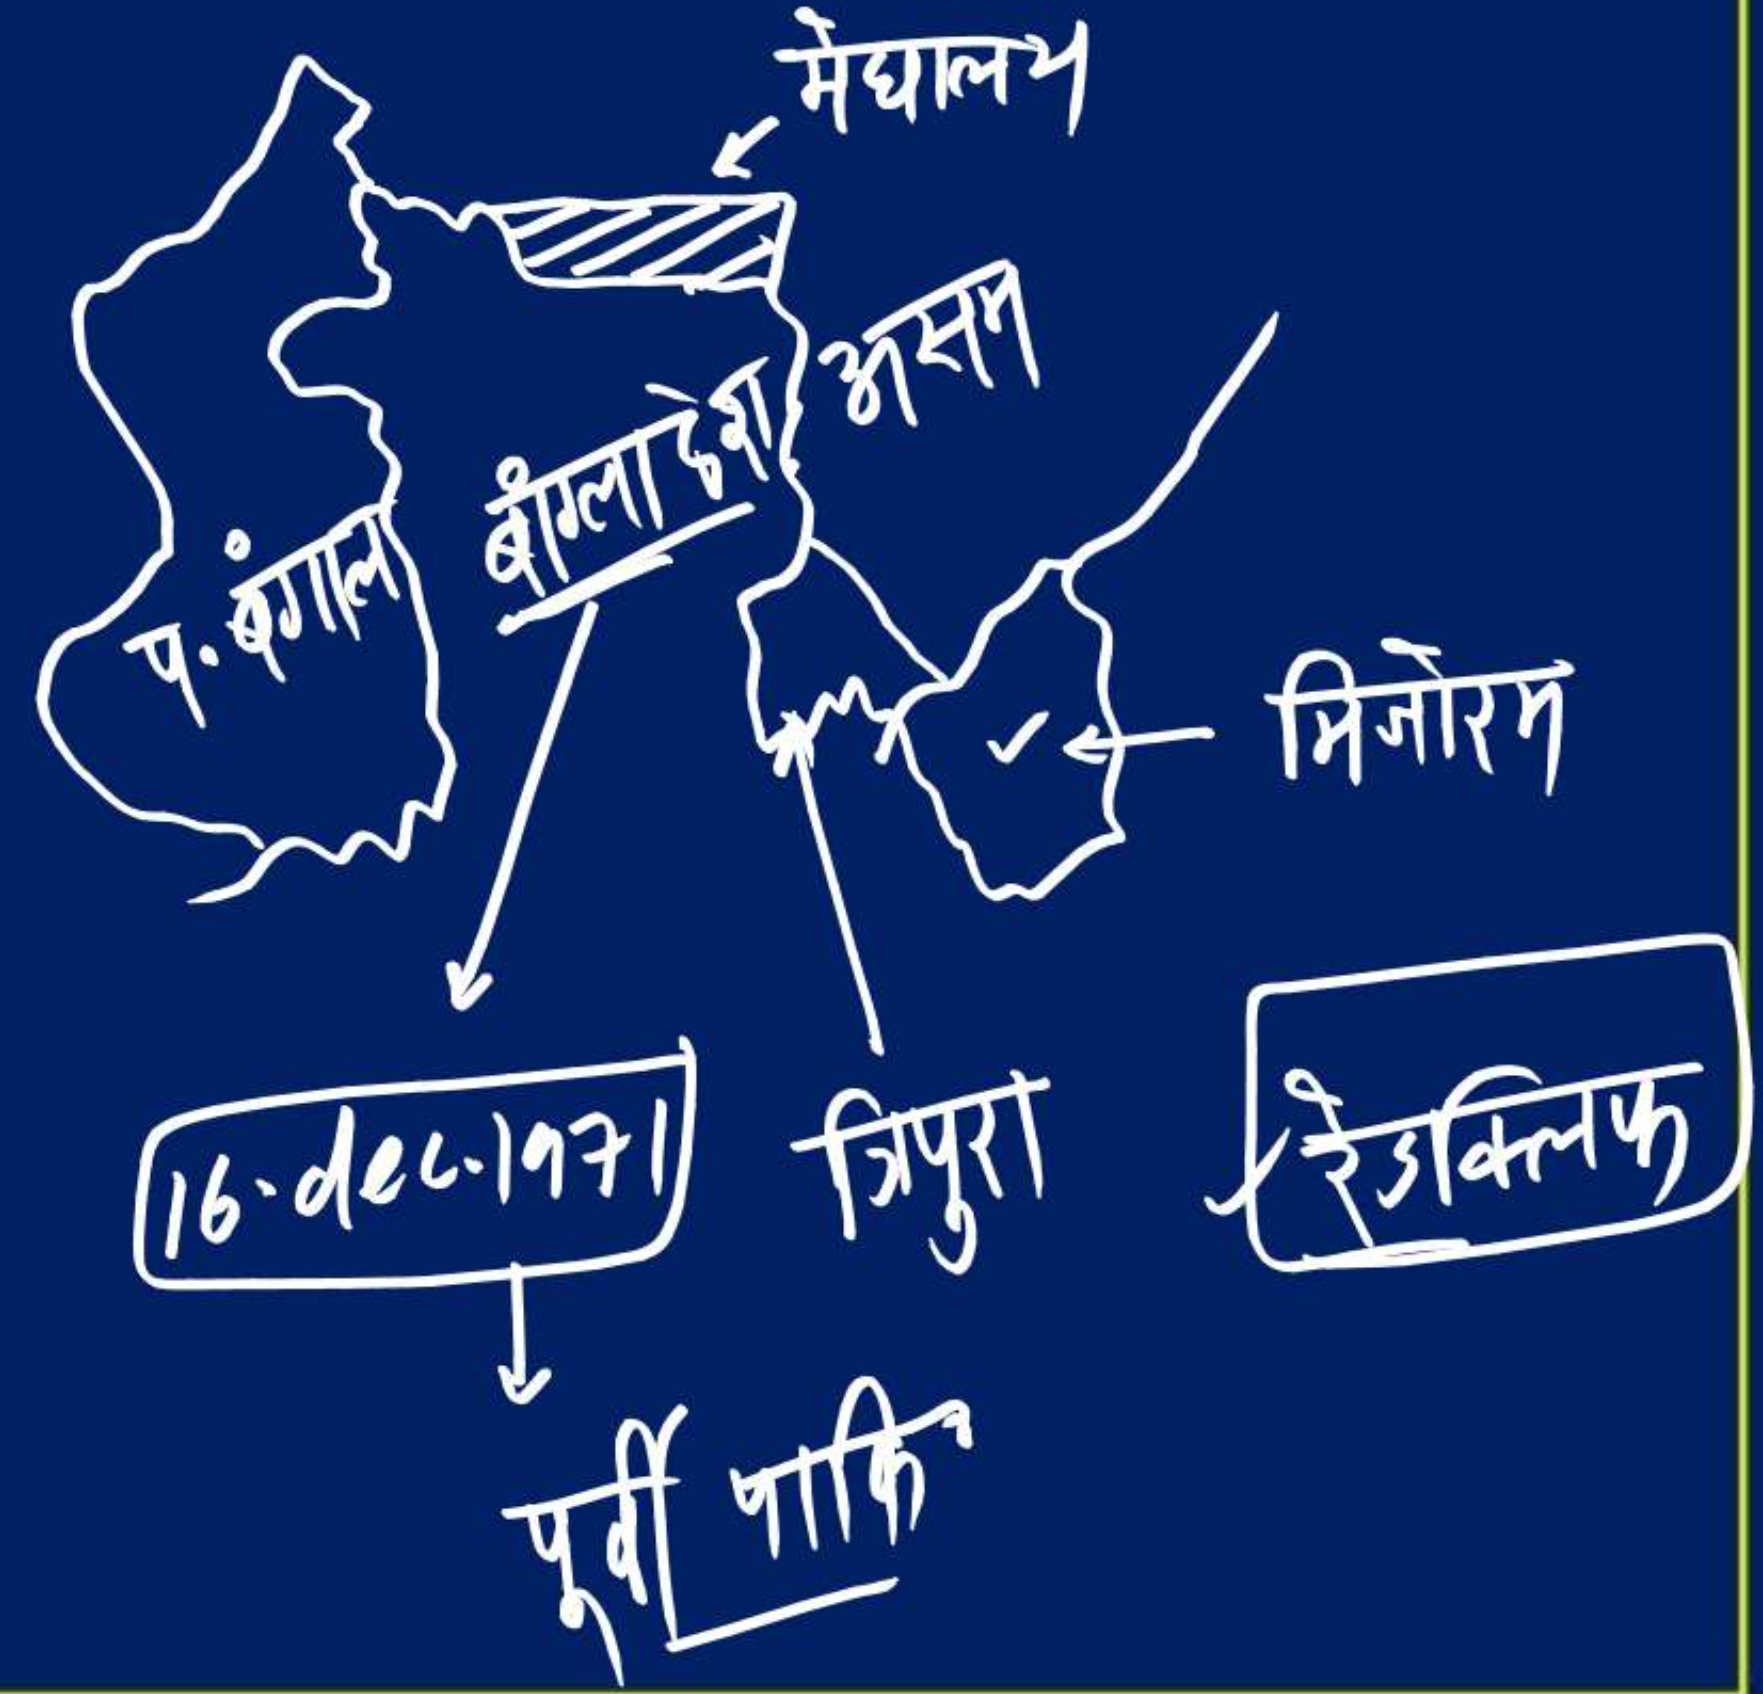 मेघालय
असम
बांग्लादेश
प. बंगाल
मिजोरम
16. dec. 1971
त्रिपुरा
रेडक्लिफ
पूर्वी पाकि॰